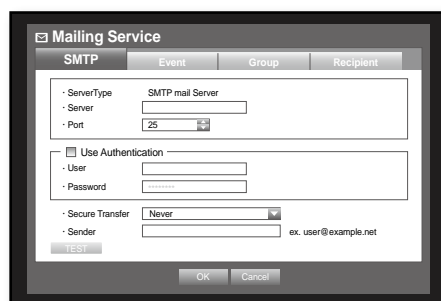 Mailing Service
SMTP Event Group Recipient
· ServerType SMTP mail Server
· Server
· Port 25
Use Authentication
· User
· Password --------
· Secure Transfer Never
· Sender ex. user@example.net
TEST
OK Cancel